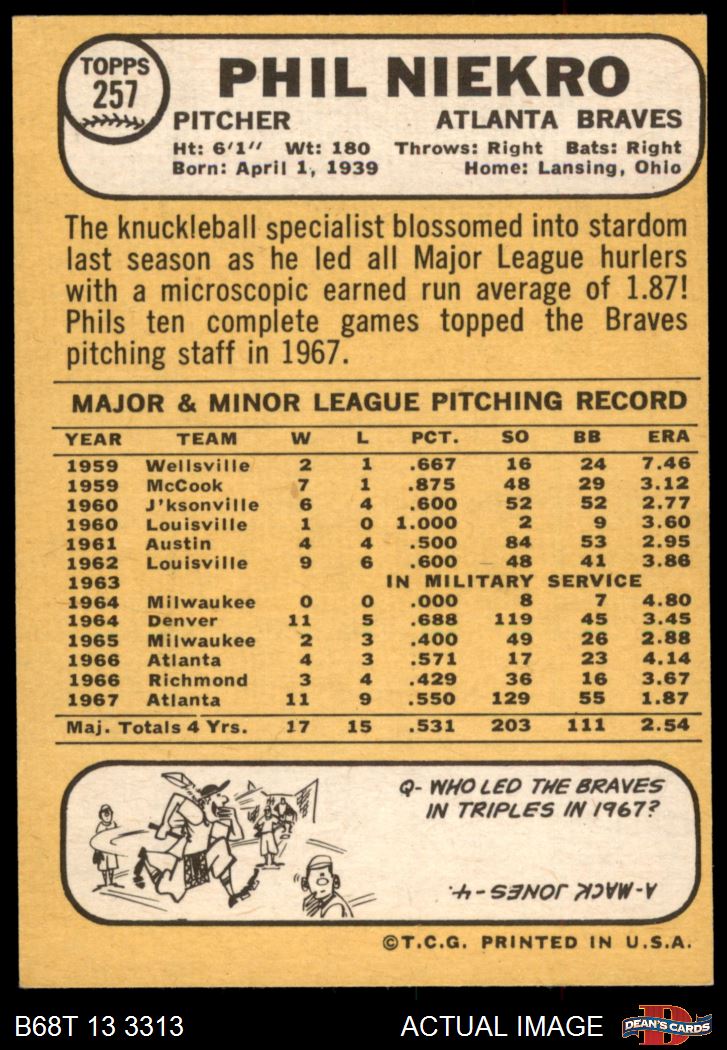 TOPPS
257
PHIL NIEKRO
PITCHER ATLANTA BRAVES
Ht: 6'1" Wt: 180 Throws: Right Bats: Right
Born: April 1, 1939 Home: Lansing, Ohio
The knuckleball specialist blossomed into stardom
last season as he led all Major League hurlers
with a microscopic earned run average of 1.87!
Phils ten complete games topped the Braves
pitching staff in 1967.
MAJOR & MINOR LEAGUE PITCHING RECORD
YEAR TEAM W L PCT. SO BB ERA
1959 Wellsville 2 1 .667 16 24 7.46
1959 McCook 7 1 .875 48 29 3.12
1960 J'ksonville 6 4 .600 52 52 2.77
1960 Louisville 1 0 1.000 2 9 3.60
1961 Austin 4 4 .500 84 53 2.95
1962 Louisville 9 6 .600 48 41 3.86
1963 IN MILITARY SERVICE
1964 Milwaukee 0 0 .000 8 7 4.80
1964 Denver 11 5 .688 119 45 3.45
1965 Milwaukee 2 3 .400 49 26 2.88
1966 Atlanta 4 3 .571 17 23 4.14
1966 Richmond 3 4 .429 36 16 3.67
1967 Atlanta 11 9 .550 129 55 1.87
Maj. Totals 4 Yrs. 17 15 .531 203 111 2.54
Q- WHO LED THE BRAVES
IN TRIPLES IN 1967?
A-MACK JONES-4.
©T.C.G. PRINTED IN U.S.A.
B68T 13 3313 ACTUAL IMAGE
D
DEAN'S CARDS